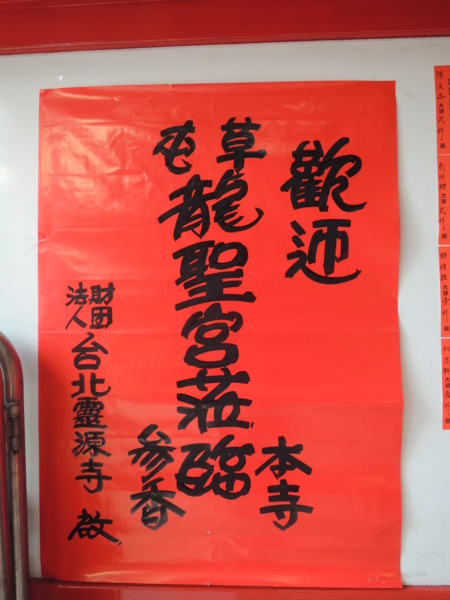 歡迎
草屯
龍聖宮蒞臨
本寺
參香
財團法人
台北靈源寺 啟